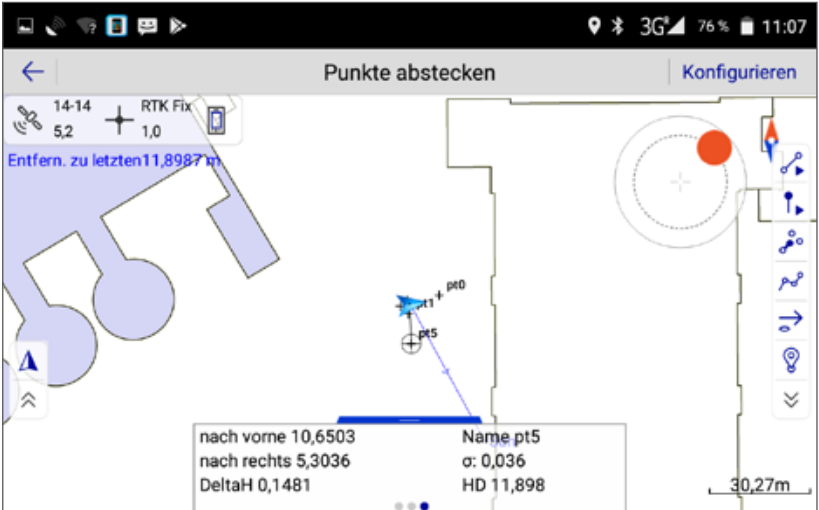 3G 76% 11:07
Punkte abstecken
Konfigurieren
14-14
5,2
RTK Fix
1,0
Entfern. zu letzten11,8987 m
pt0
pt1
pt5
nach vorne 10,6503
Name pt5
nach rechts 5,3036
σ: 0,036
DeltaH 0,1481
HD 11,898
30,27m